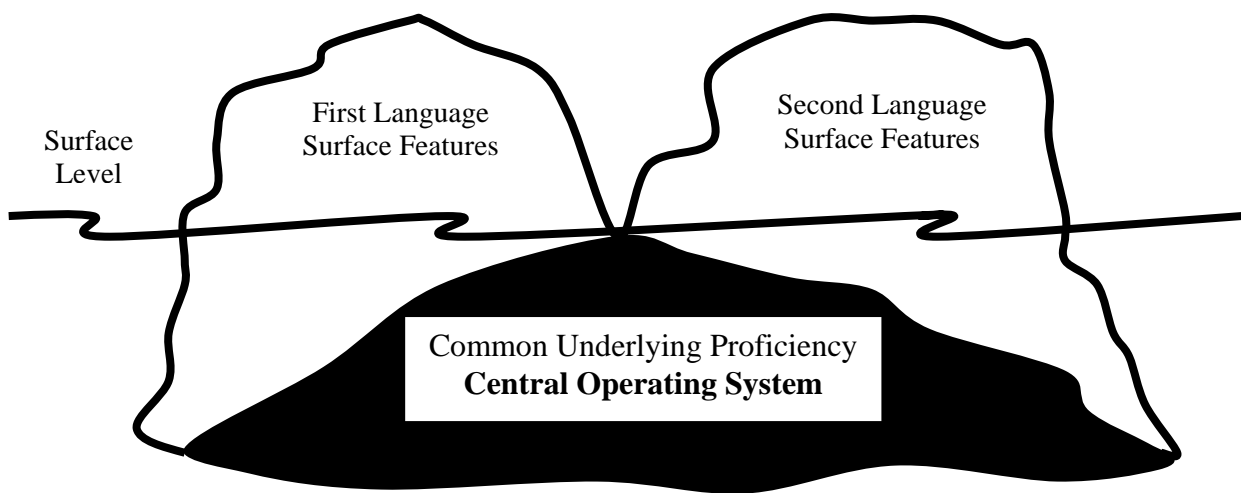 Surface
Level
First Language
Surface Features
Second Language
Surface Features
Common Underlying Proficiency
Central Operating System